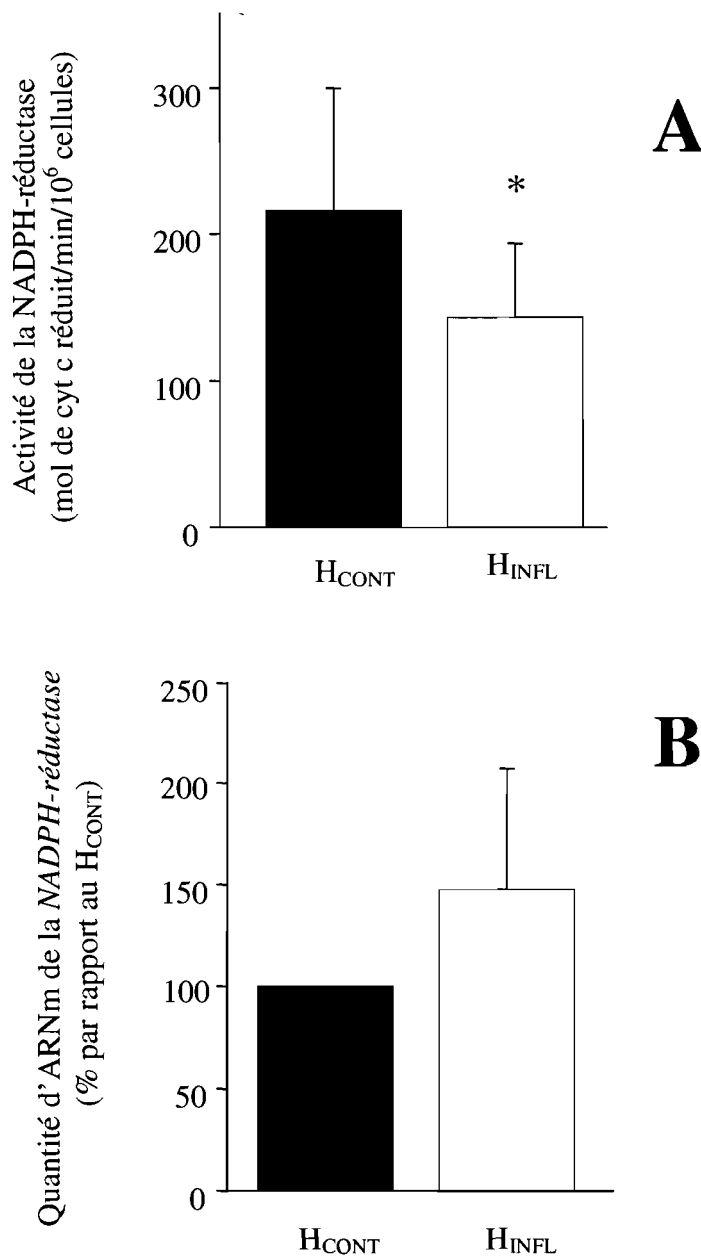 Activité de la NADPH-réductase
(mol de cyt c réduit/min/10⁶ cellules)
300
200
100
0
*
A
H_CONT
H_INFL
Quantité d'ARNm de la NADPH-réductase
(% par rapport au H_CONT)
250
200
150
100
50
0
B
H_CONT
H_INFL